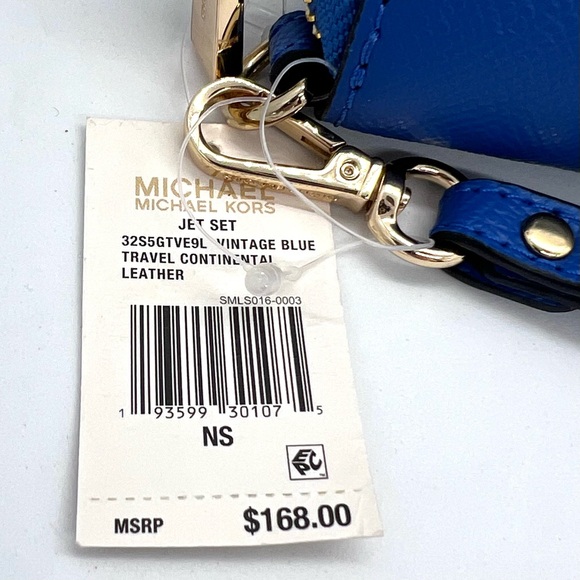 MICHAEL
MICHAEL KORS
JET SET
32S5GTVE9L VINTAGE BLUE
TRAVEL CONTINENTAL
LEATHER
SMLS016-0003
1 93599 30107 5
NS
EPC
MSRP $168.00